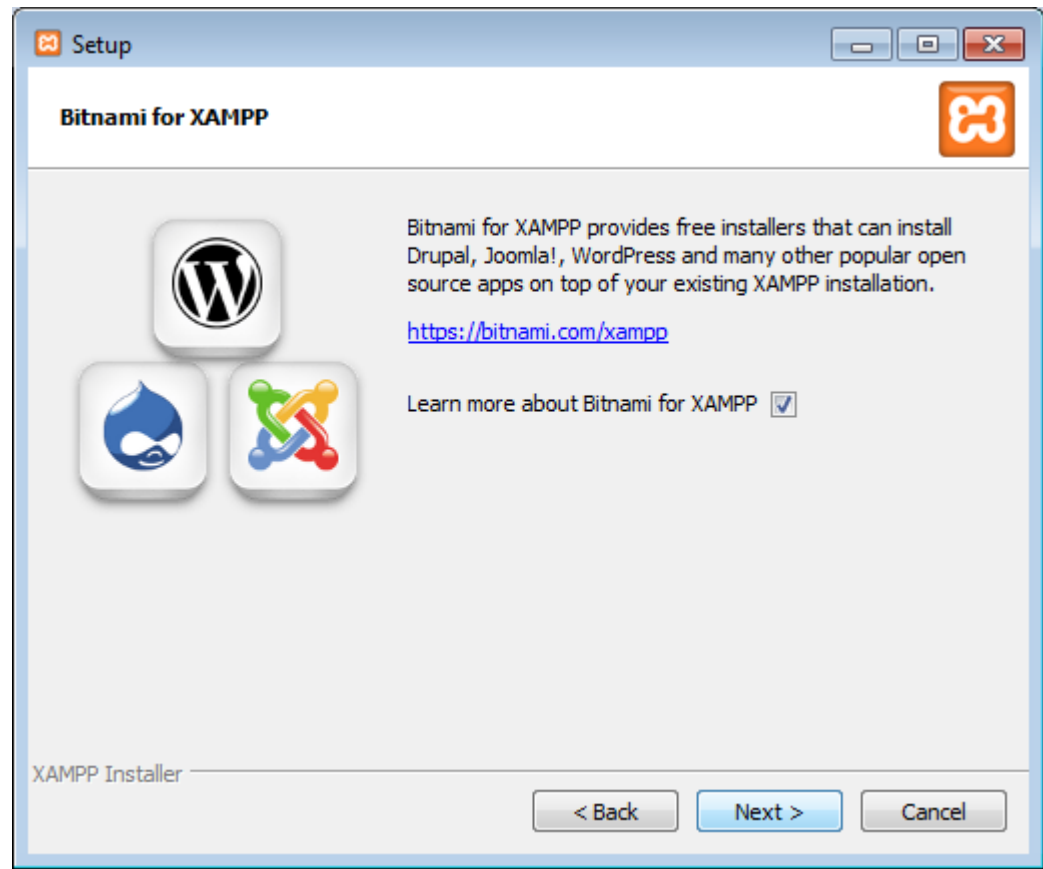 Setup
Bitnami for XAMPP
Bitnami for XAMPP provides free installers that can install
Drupal, Joomla!, WordPress and many other popular open
source apps on top of your existing XAMPP installation.
https://bitnami.com/xampp
Learn more about Bitnami for XAMPP
XAMPP Installer
< Back
Next >
Cancel